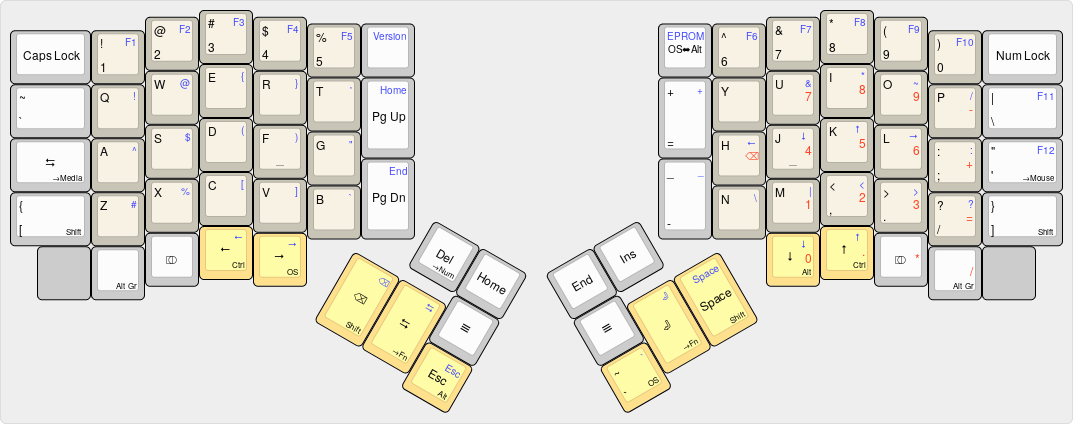 Caps Lock
! F1
1
@ F2
2
# F3
3
$ F4
4
% F5
5
Version
EPROM
OS⬌Alt
^ F6
6
& F7
7
* F8
8
( F9
9
) F10
0
Num Lock
~
`
Q !
W @
E {
R }
T
Home
Pg Up
+ +
=
Y
U &
7
I *
8
O ~
9
P /
-
| F11
\
⇆
→Media
A ^
S $
D (
F )
_
G "
End
Pg Dn
_ _
-
H ←
⌫
J ↓
4
_
K ↑
5
L →
6
: :
+
;
" F12
'
→Mouse
{
[
Shift
Z #
X %
C [
V ]
B
N \
M |
1
< <
2
,
> >
3
.
? ?
=
/
}
]
Shift
Alt Gr
← ←
Ctrl
→ →
OS
↓ ↓
0
Alt
↑ ↑
.
Ctrl
*
/
Alt Gr
Del
→Num
Home
⌫ ⌫
Shift
⇆ ⇆
→Fn
≡
Esc Esc
Alt
End
Ins
≡
→Fn
Space
Space
Shift
~
-
OS